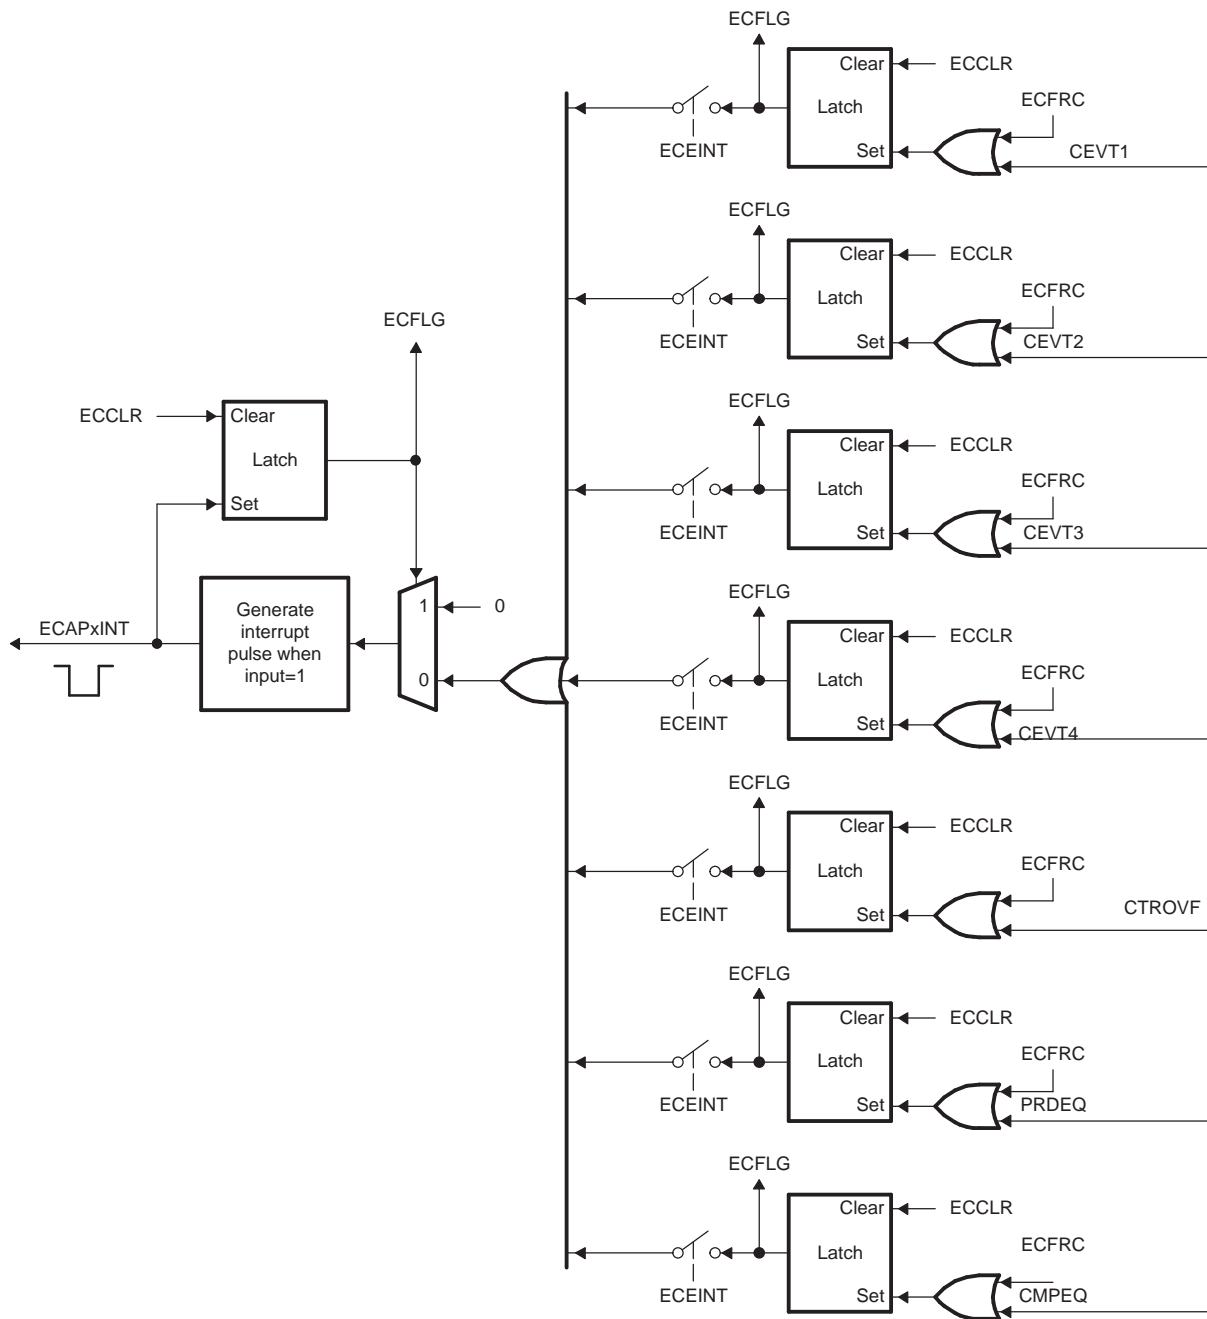 ECFLG
Clear
ECCLR
ECFRC
Latch
CEVT1
ECEINT
Set
ECFLG
Clear
ECCLR
ECFRC
Latch
CEVT2
ECEINT
Set
ECFLG
ECCLR
Clear
Latch
Set
ECFLG
Clear
ECCLR
ECFRC
Latch
CEVT3
ECEINT
Set
ECAPxINT
Generate
interrupt
pulse when
input=1
1
0
0
ECFLG
Clear
ECCLR
ECFRC
Latch
CEVT4
ECEINT
Set
ECFLG
Clear
ECCLR
ECFRC
Latch
CTROVF
ECEINT
Set
ECFLG
Clear
ECCLR
ECFRC
Latch
PRDEQ
ECEINT
Set
ECFLG
Clear
ECCLR
ECFRC
Latch
CMPEQ
ECEINT
Set